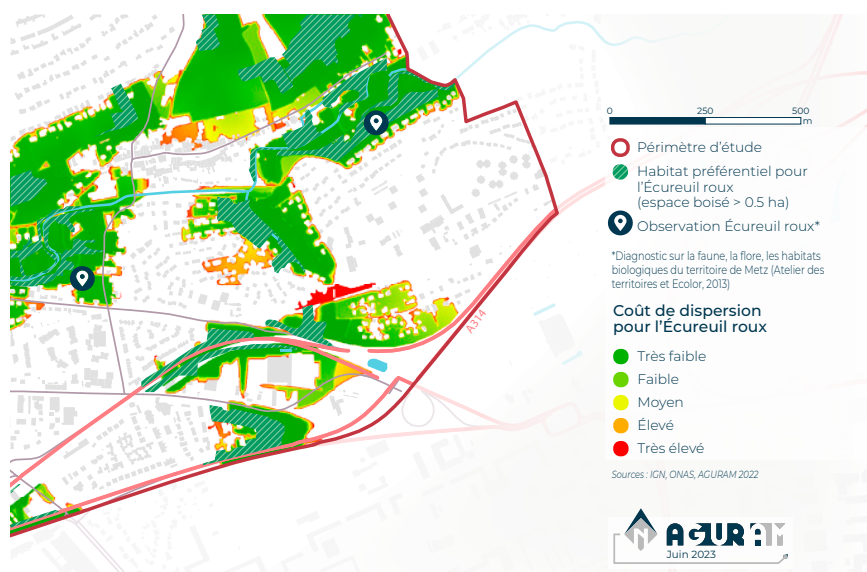 0 250 500
m
Périmètre d'étude
Habitat préférentiel pour
l'Écureuil roux
(espace boisé > 0.5 ha)
Observation Écureuil roux*
*Diagnostic sur la faune, la flore, les habitats
biologiques du territoire de Metz (Atelier des
territoires et Ecolor, 2013)
Coût de dispersion
pour l'Écureuil roux
Très faible
Faible
Moyen
Élevé
Très élevé
Sources : IGN, ONAS, AGURAM 2022
A314
N
AGURAM
Juin 2023